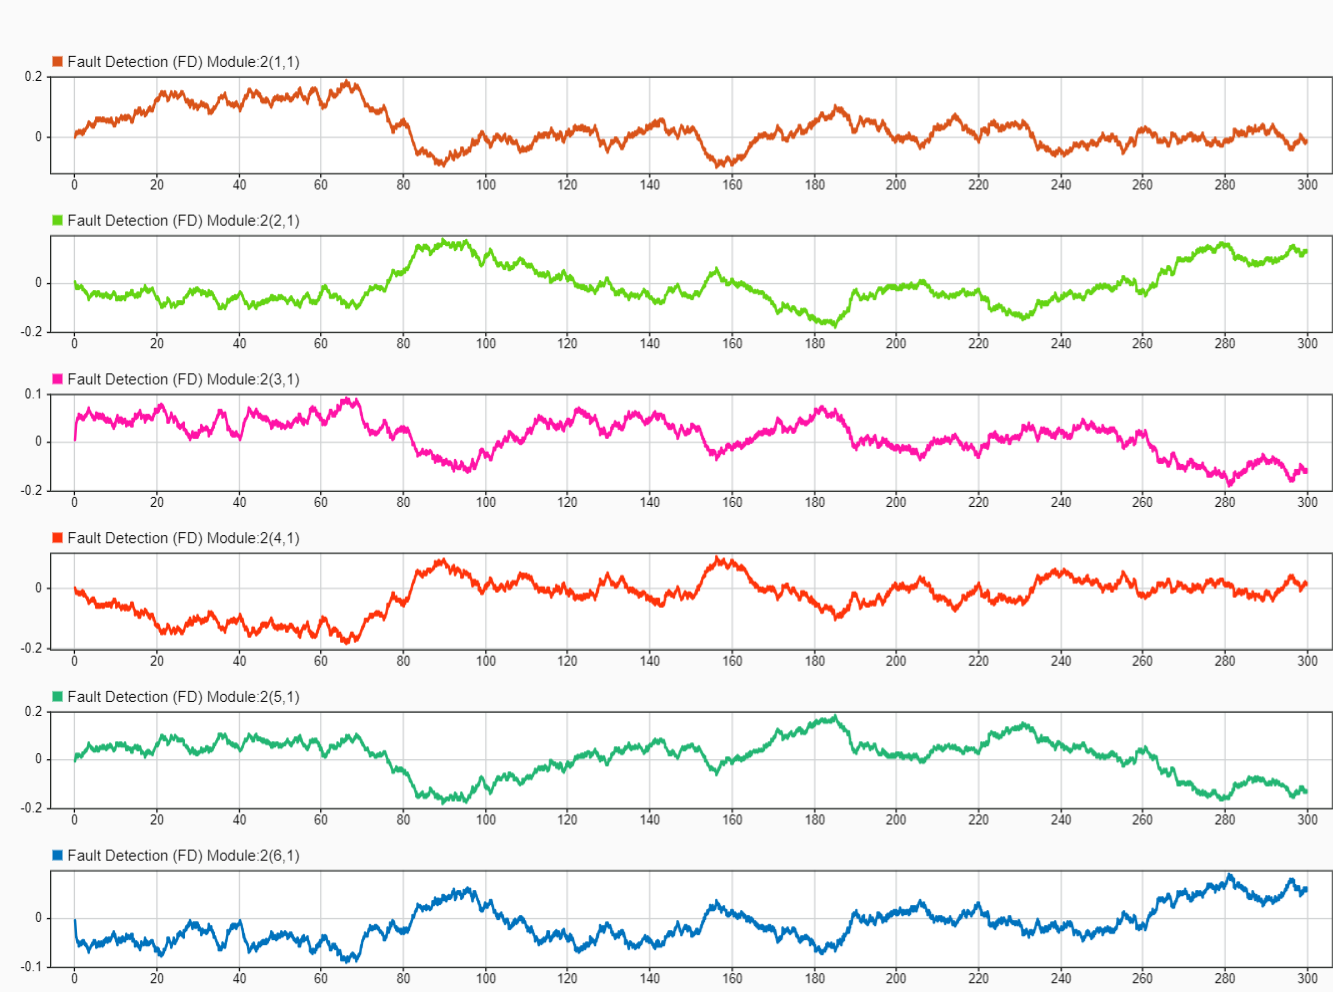 Fault Detection (FD) Module:2(1,1)
0.2
0
0 20 40 60 80 100 120 140 160 180 200 220 240 260 280 300
Fault Detection (FD) Module:2(2,1)
0
-0.2
0 20 40 60 80 100 120 140 160 180 200 220 240 260 280 300
Fault Detection (FD) Module:2(3,1)
0.1
0
-0.2
0 20 40 60 80 100 120 140 160 180 200 220 240 260 280 300
Fault Detection (FD) Module:2(4,1)
0
-0.2
0 20 40 60 80 100 120 140 160 180 200 220 240 260 280 300
Fault Detection (FD) Module:2(5,1)
0.2
0
-0.2
0 20 40 60 80 100 120 140 160 180 200 220 240 260 280 300
Fault Detection (FD) Module:2(6,1)
0
-0.1
0 20 40 60 80 100 120 140 160 180 200 220 240 260 280 300